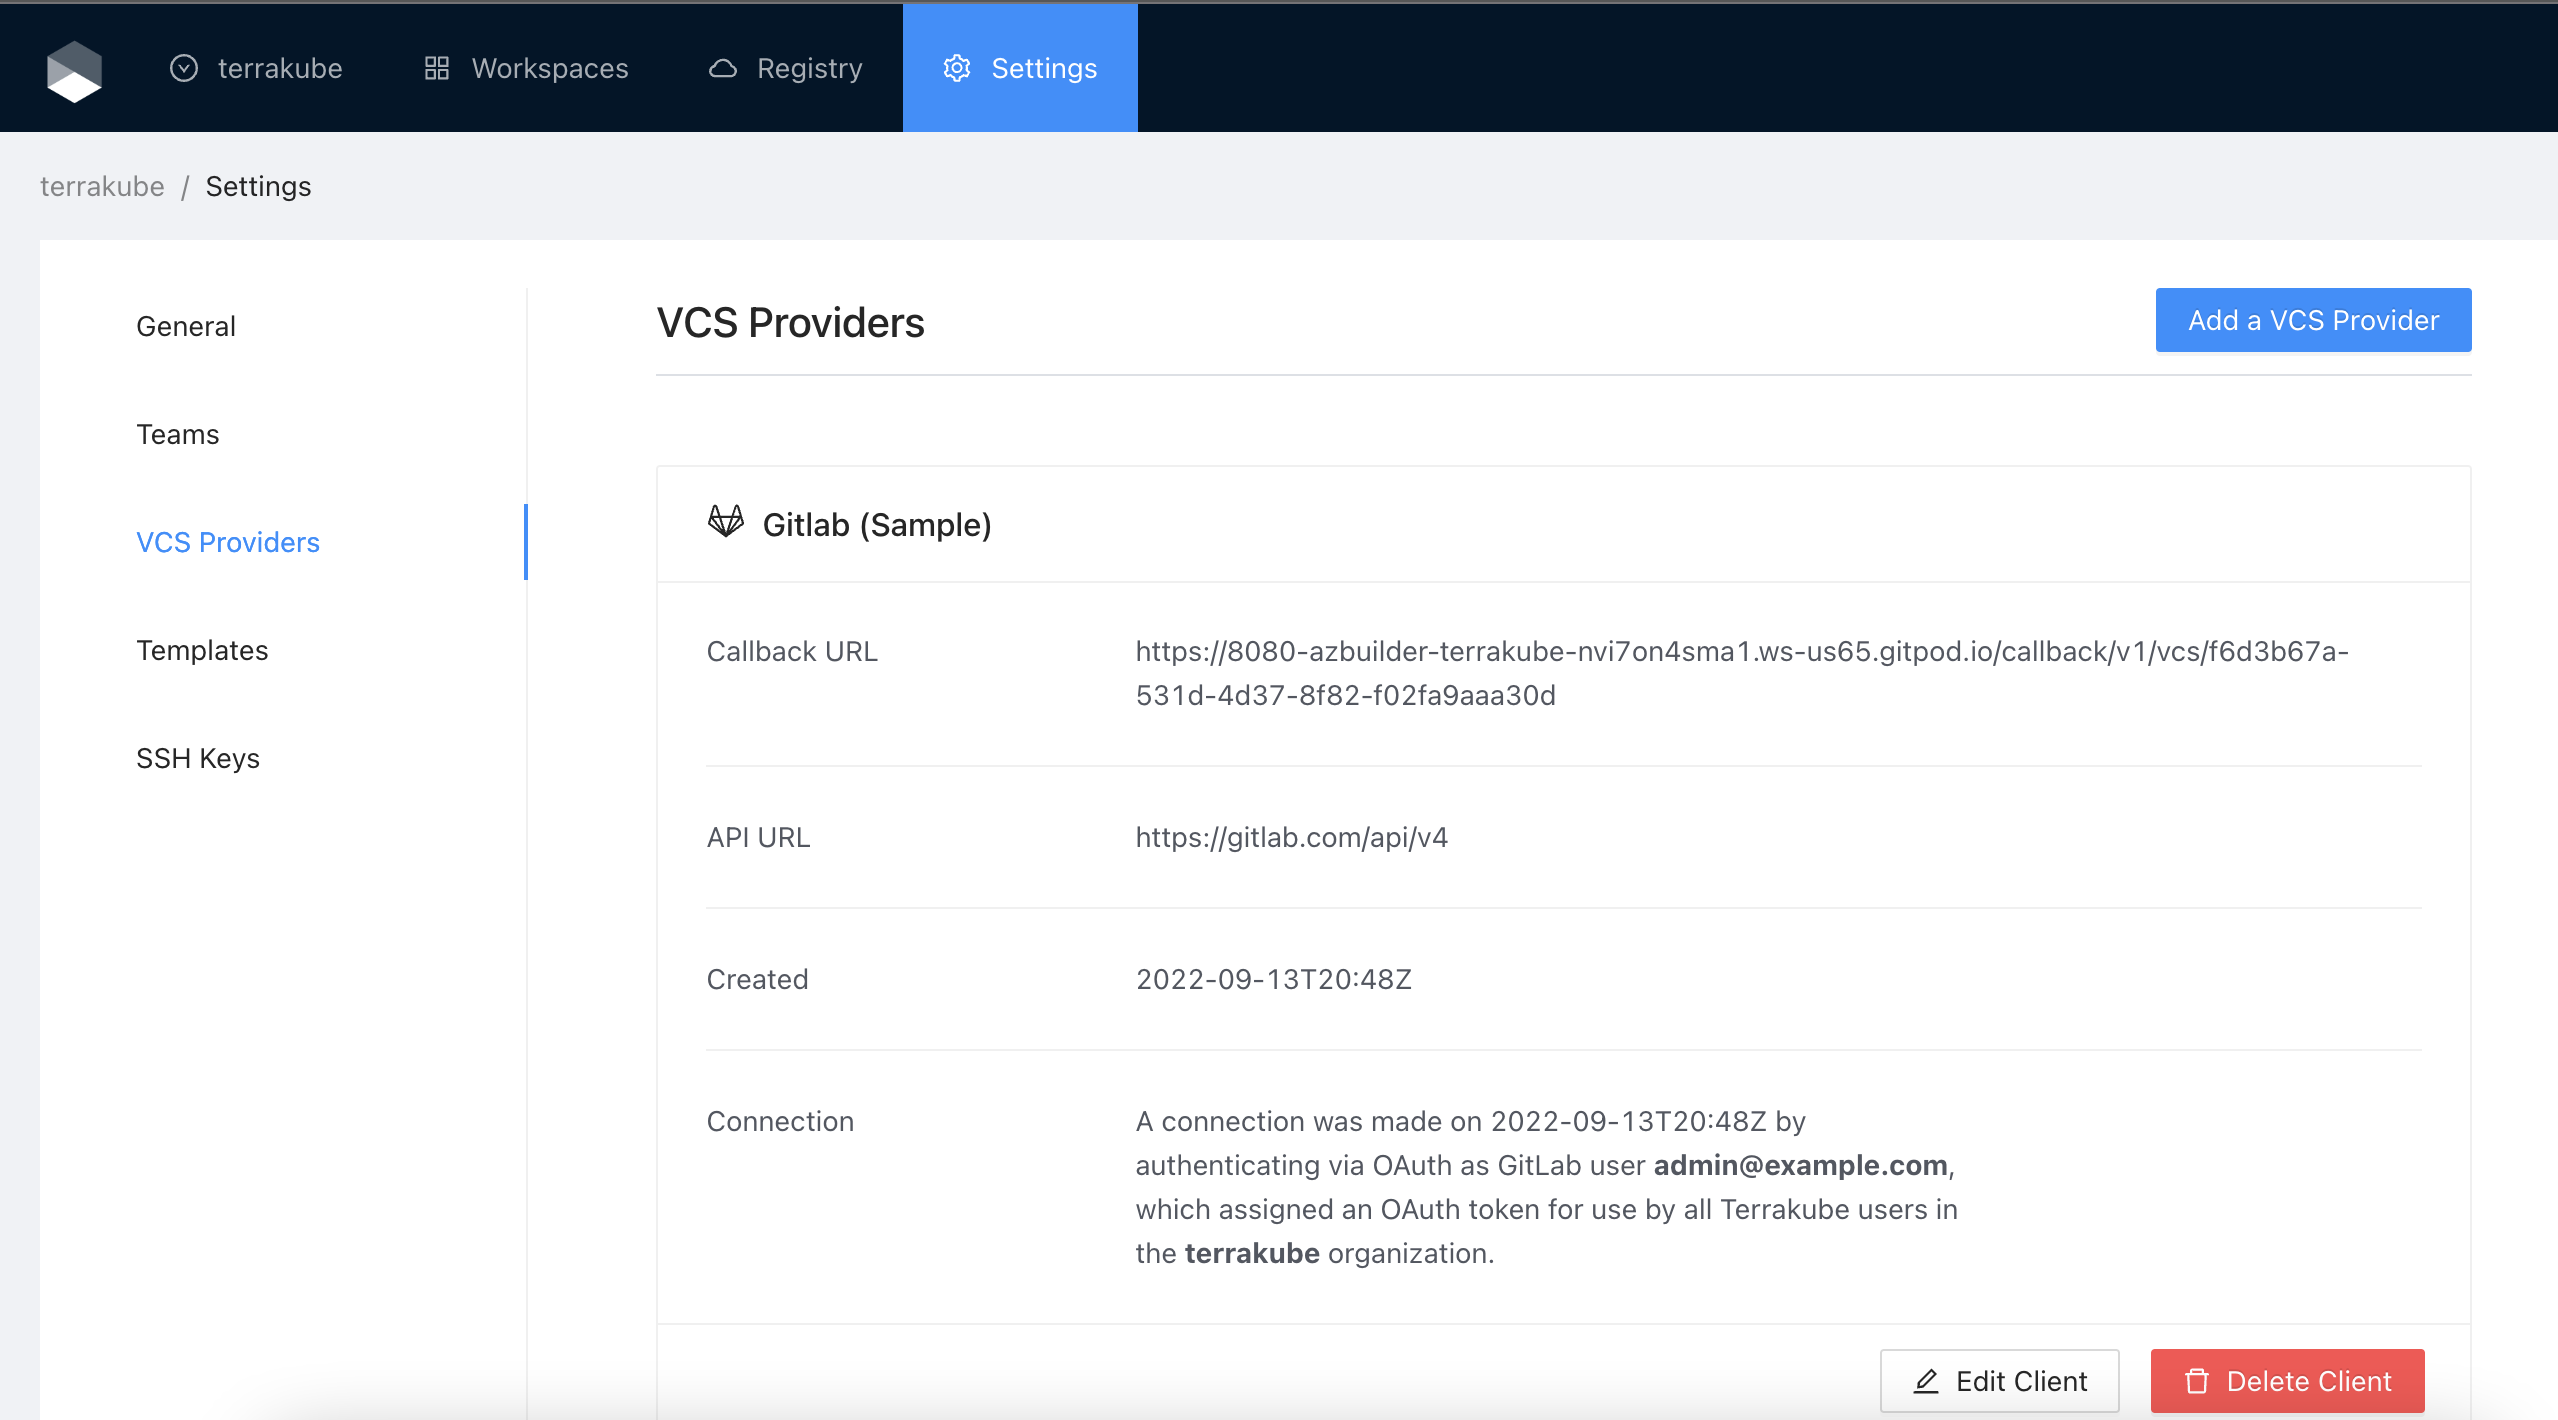 terrakube
Workspaces
Registry
Settings
terrakube / Settings
General
Teams
VCS Providers
Templates
SSH Keys
VCS Providers
Add a VCS Provider
Gitlab (Sample)
Callback URL
https://8080-azbuilder-terrakube-nvi7on4sma1.ws-us65.gitpod.io/callback/v1/vcs/f6d3b67a-
531d-4d37-8f82-f02fa9aaa30d
API URL
https://gitlab.com/api/v4
Created
2022-09-13T20:48Z
Connection
A connection was made on 2022-09-13T20:48Z by
authenticating via OAuth as GitLab user admin@example.com,
which assigned an OAuth token for use by all Terrakube users in
the terrakube organization.
Edit Client
Delete Client